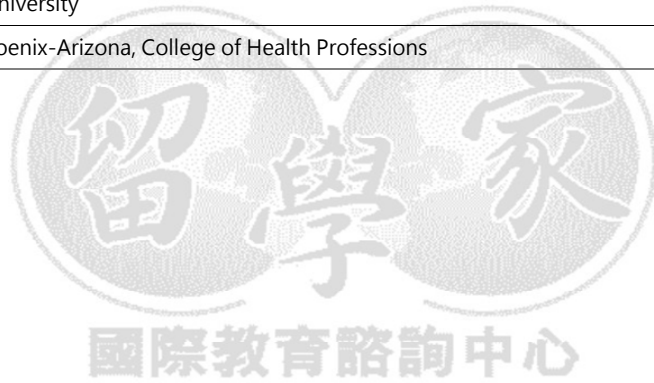 niversity
oenix-Arizona, College of Health Professions
留學家
國際教育諮詢中心